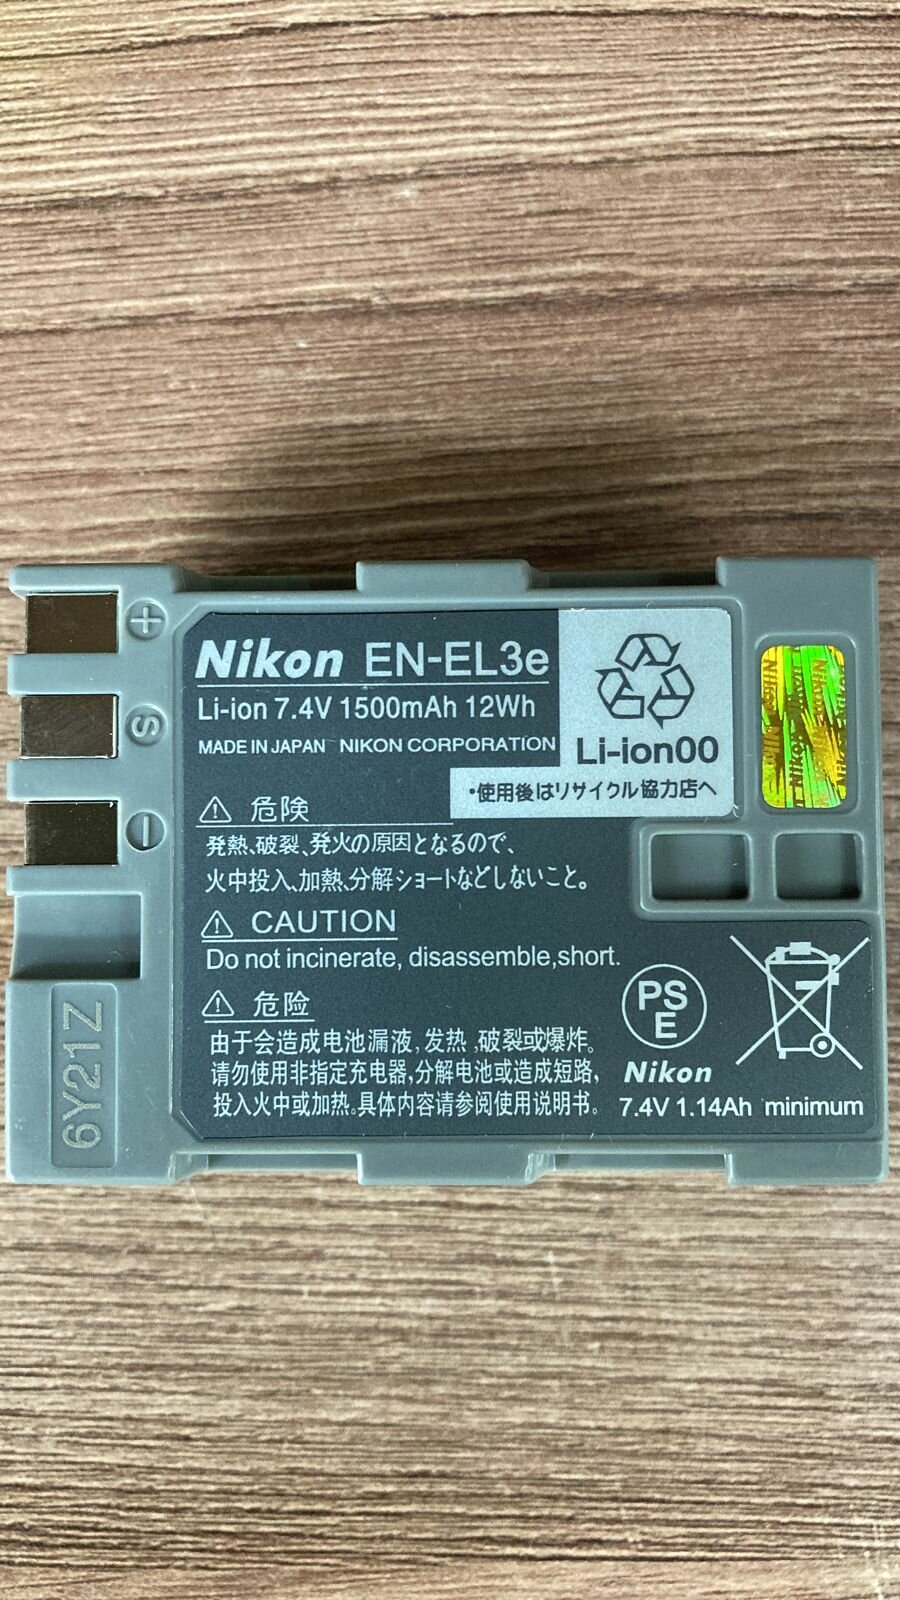 Nikon EN-EL3e
Li-ion 7.4V 1500mAh 12Wh
MADE IN JAPAN NIKON CORPORATION
Li-ion00
・使用後はリサイクル協力店へ
危険
発熱、破裂、発火の原因となるので、
火中投入、加熱、分解ショートなどしないこと。
CAUTION
Do not incinerate, disassemble,short.
危险
由于会造成电池漏液,发热,破裂或爆炸。
请勿使用非指定充电器,分解电池或造成短路,
投入火中或加热。具体内容请参阅使用说明书。
PS
E
Nikon
7.4V 1.14Ah minimum
+
S
−
6Y21Z
Nikon